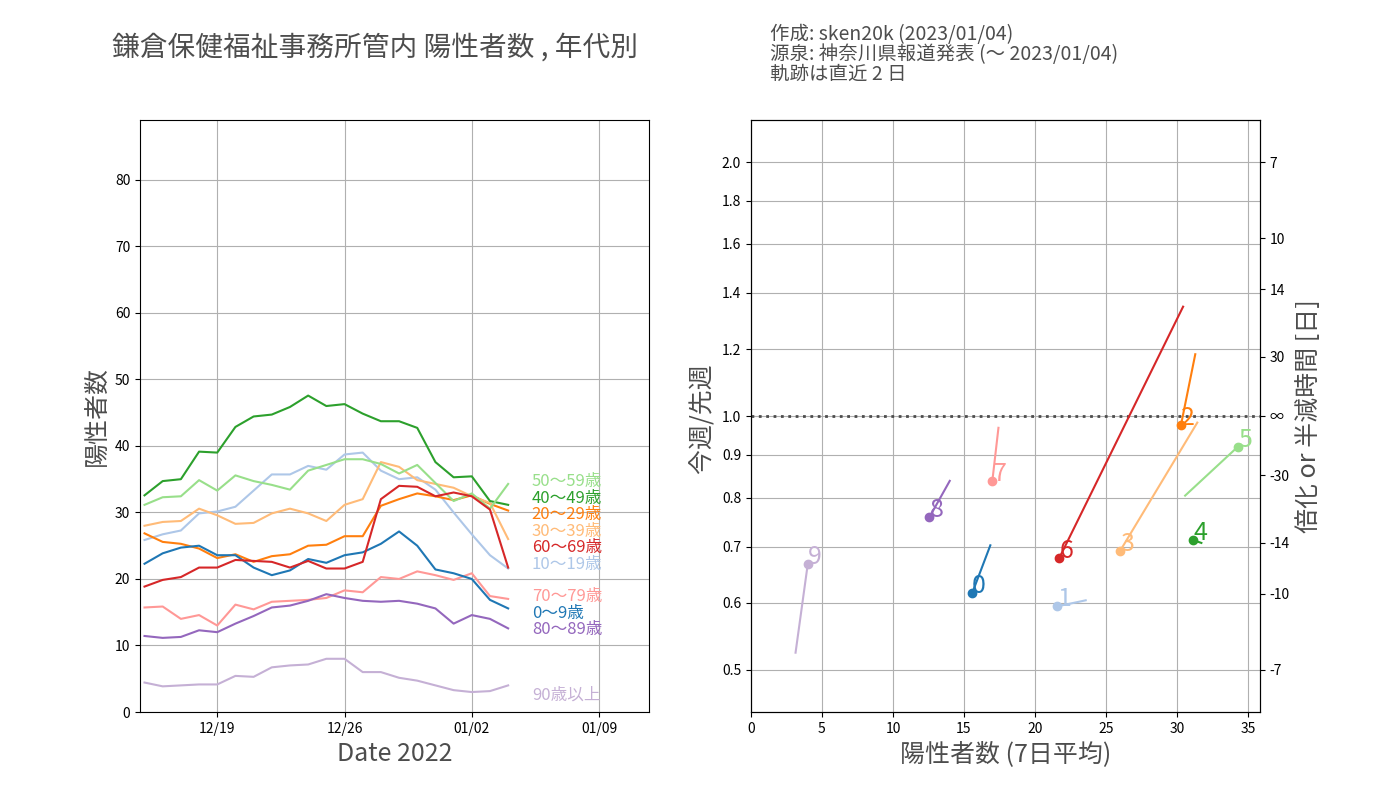 鎌倉保健福祉事務所管内 陽性者数 , 年代別
作成: sken20k (2023/01/04)
源泉: 神奈川県報道発表 (～ 2023/01/04)
軌跡は直近 2 日
陽性者数
80
70
60
50
40
30
20
10
0
50～59歳
40～49歳
20～29歳
30～39歳
60～69歳
10～19歳
70～79歳
0～9歳
80～89歳
90歳以上
12/19
12/26
01/02
01/09
Date 2022
今週/先週
2.0
1.8
1.6
1.4
1.2
1.0
0.9
0.8
0.7
0.6
0.5
2
5
7
8
4
3
6
9
0
1
0
5
10
15
20
25
30
35
陽性者数 (7日平均)
7
10
14
30
∞
-30
-14
-10
-7
倍化 or 半減時間 [日]